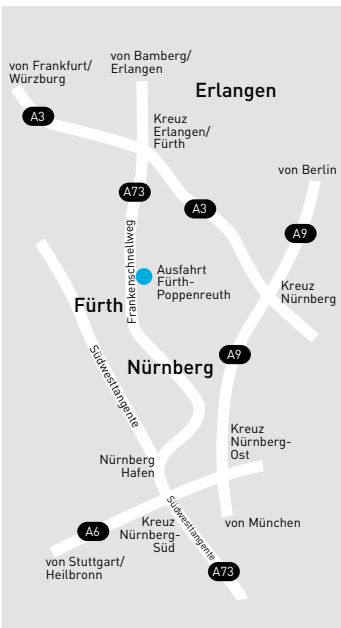 von Bamberg/
Erlangen
von Frankfurt/
Würzburg
Erlangen
A3
Kreuz
Erlangen/
Fürth
von Berlin
A73
A3
A9
Frankenschnellweg
Ausfahrt
Fürth-
Poppenreuth
Kreuz
Nürnberg
Fürth
Südwesttangente
A9
Nürnberg
Kreuz
Nürnberg-
Ost
Nürnberg
Hafen
Südwesttangente
A6
Kreuz
Nürnberg-
Süd
von München
von Stuttgart/
Heilbronn
A73